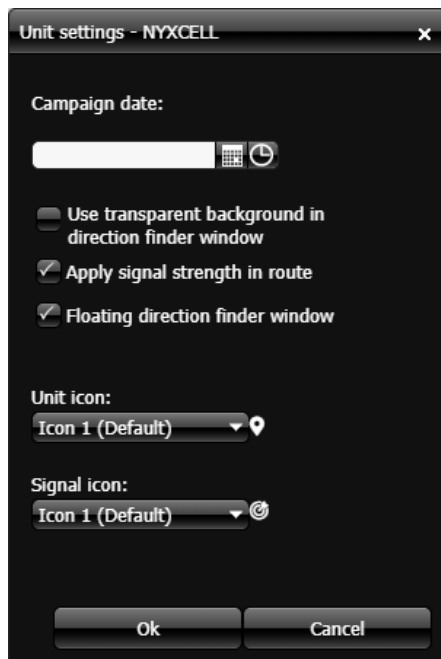 Unit settings - NYXCELL
Campaign date:
Use transparent background in
direction finder window
Apply signal strength in route
Floating direction finder window
Unit icon:
Icon 1 (Default)
Signal icon:
Icon 1 (Default)
Ok Cancel